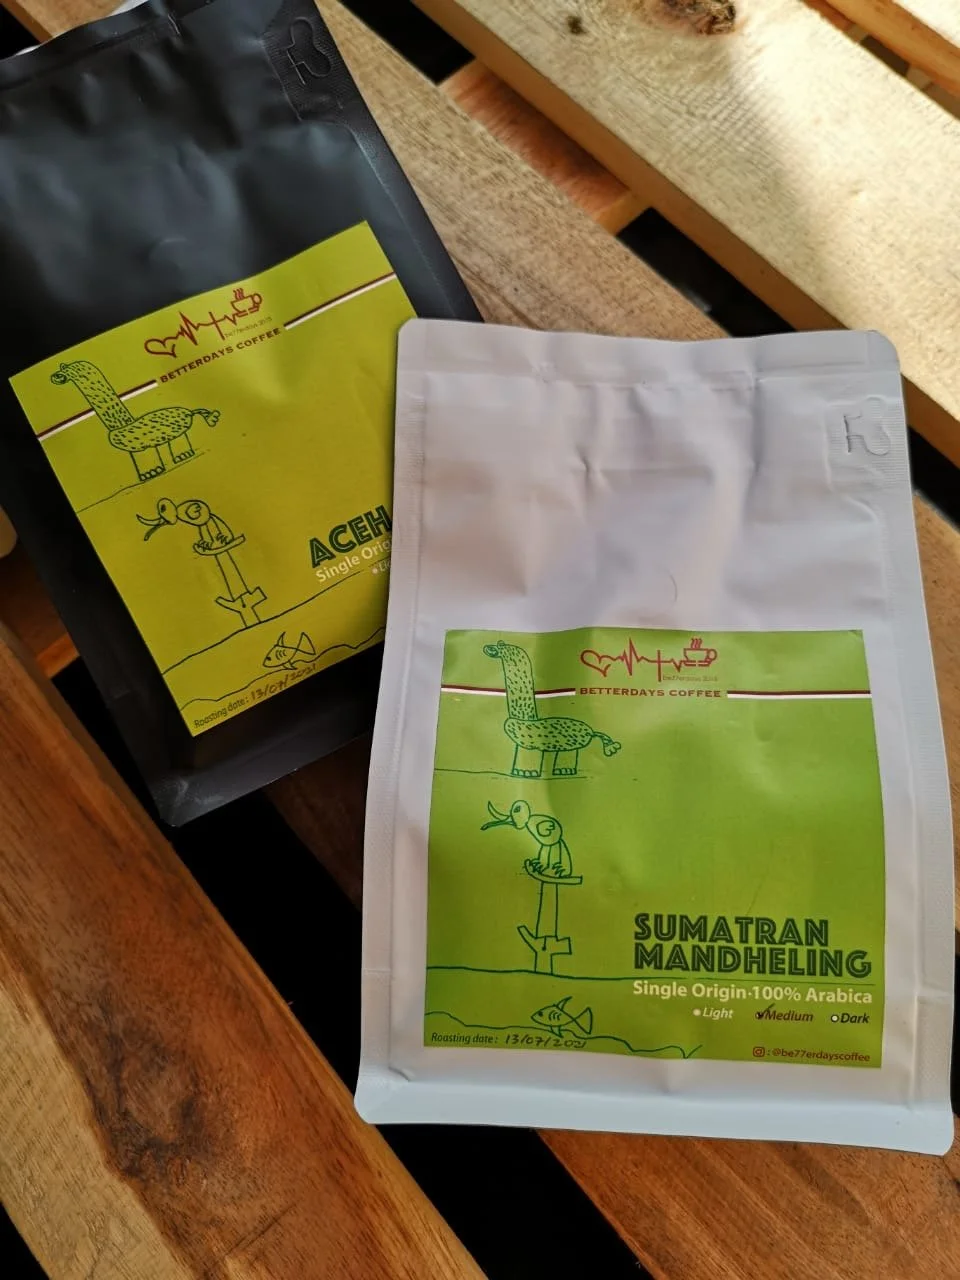 BETTERDAYS COFFEE
ACEH
Single Orig
Roasting date: 13/07/2021
BETTERDAYS COFFEE
SUMATRAN
MANDHELING
Single Origin·100% Arabica
Light Medium Dark
Roasting date: 13/07/2021
: @be77erdayscoffee